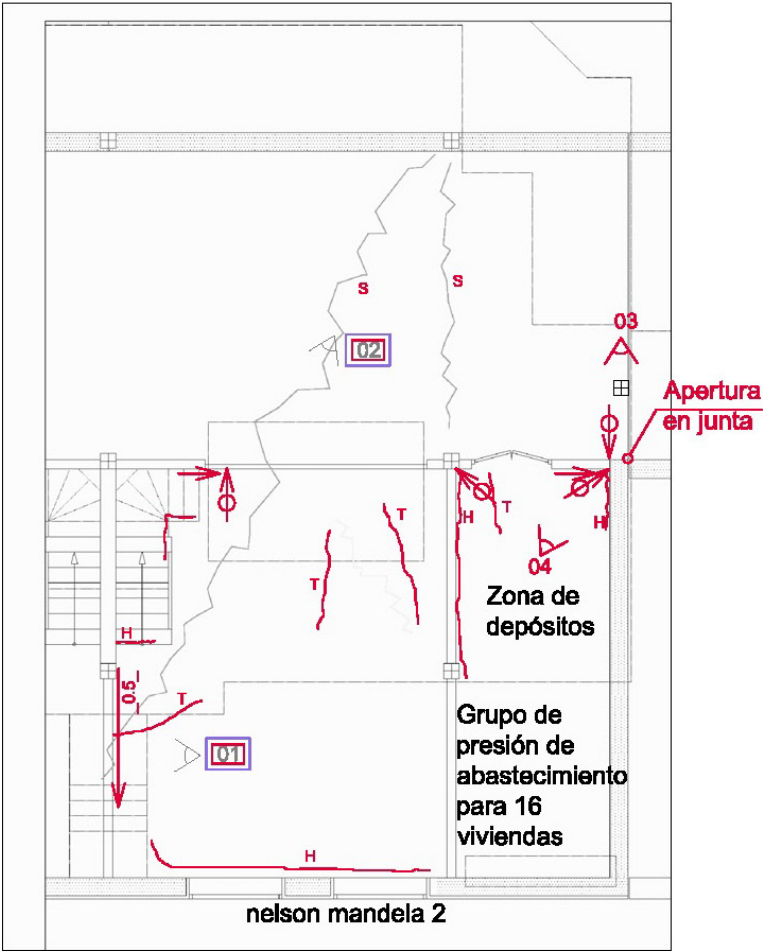 S
S
03
02
Apertura
en junta
T
T
H
H
T
04
Zona de
depósitos
H
0.5
T
Grupo de
presión de
abastecimiento
para 16
viviendas
01
H
nelson mandela 2